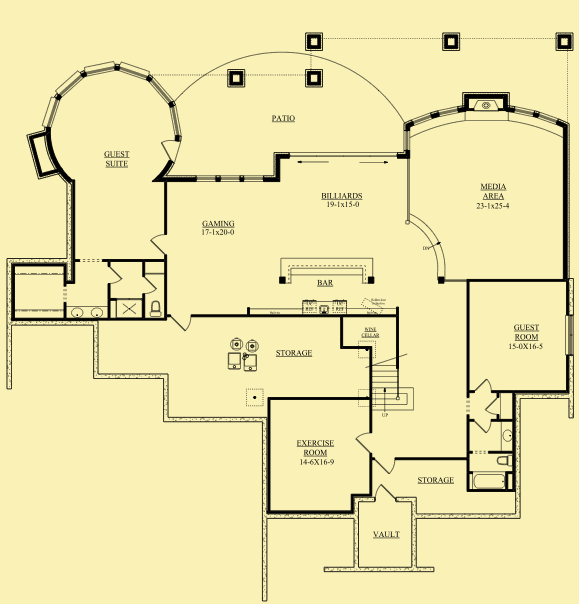 PATIO
GUEST
SUITE
MEDIA
AREA
23-1x25-4
BILLIARDS
19-1x15-0
GAMING
17-1x20-0
DN
BAR
WINE
CELLAR
GUEST
ROOM
15-0X16-5
STORAGE
UP
EXERCISE
ROOM
14-6X16-9
STORAGE
VAULT